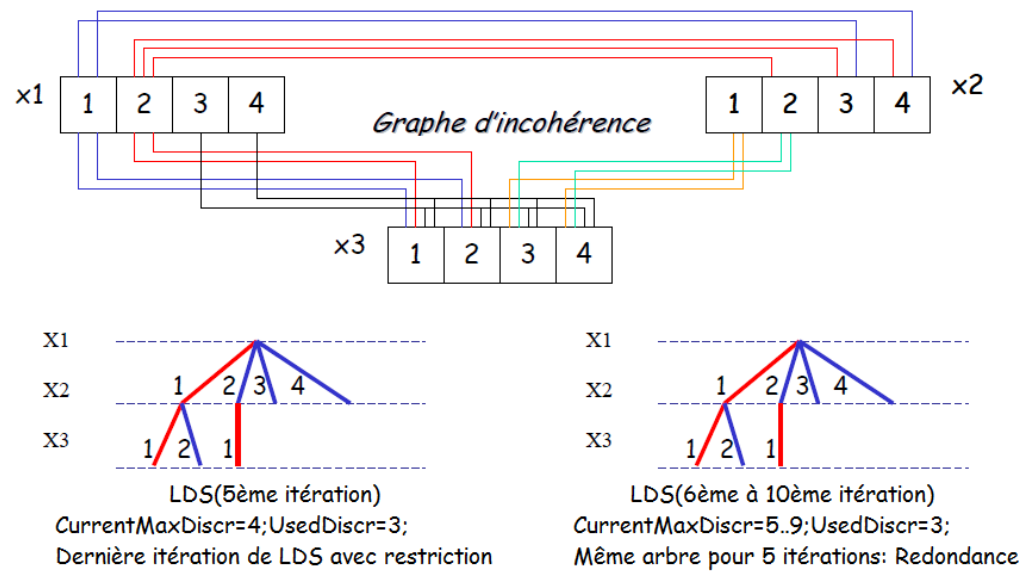 x1
1 2 3 4
Graphe d'incohérence
1 2 3 4
x2
x3
1 2 3 4
X1
X2
X3
1 2 3 4
1 2 1
LDS(5ème itération)
CurrentMaxDiscr=4;UsedDiscr=3;
Dernière itération de LDS avec restriction
X1
X2
X3
1 2 3 4
1 2 1
LDS(6ème à 10ème itération)
CurrentMaxDiscr=5..9;UsedDiscr=3;
Même arbre pour 5 itérations: Redondance